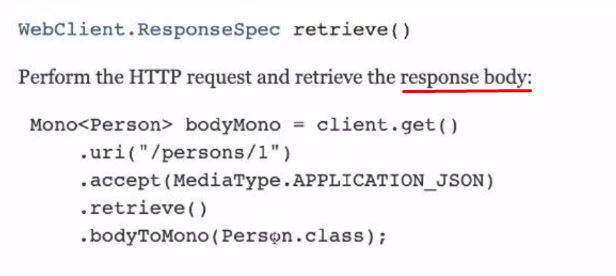 WebClient.ResponseSpec retrieve()
Perform the HTTP request and retrieve the response body:
Mono<Person> bodyMono = client.get()
.uri("/persons/1")
.accept(MediaType.APPLICATION_JSON)
.retrieve()
.bodyToMono(Person.class);